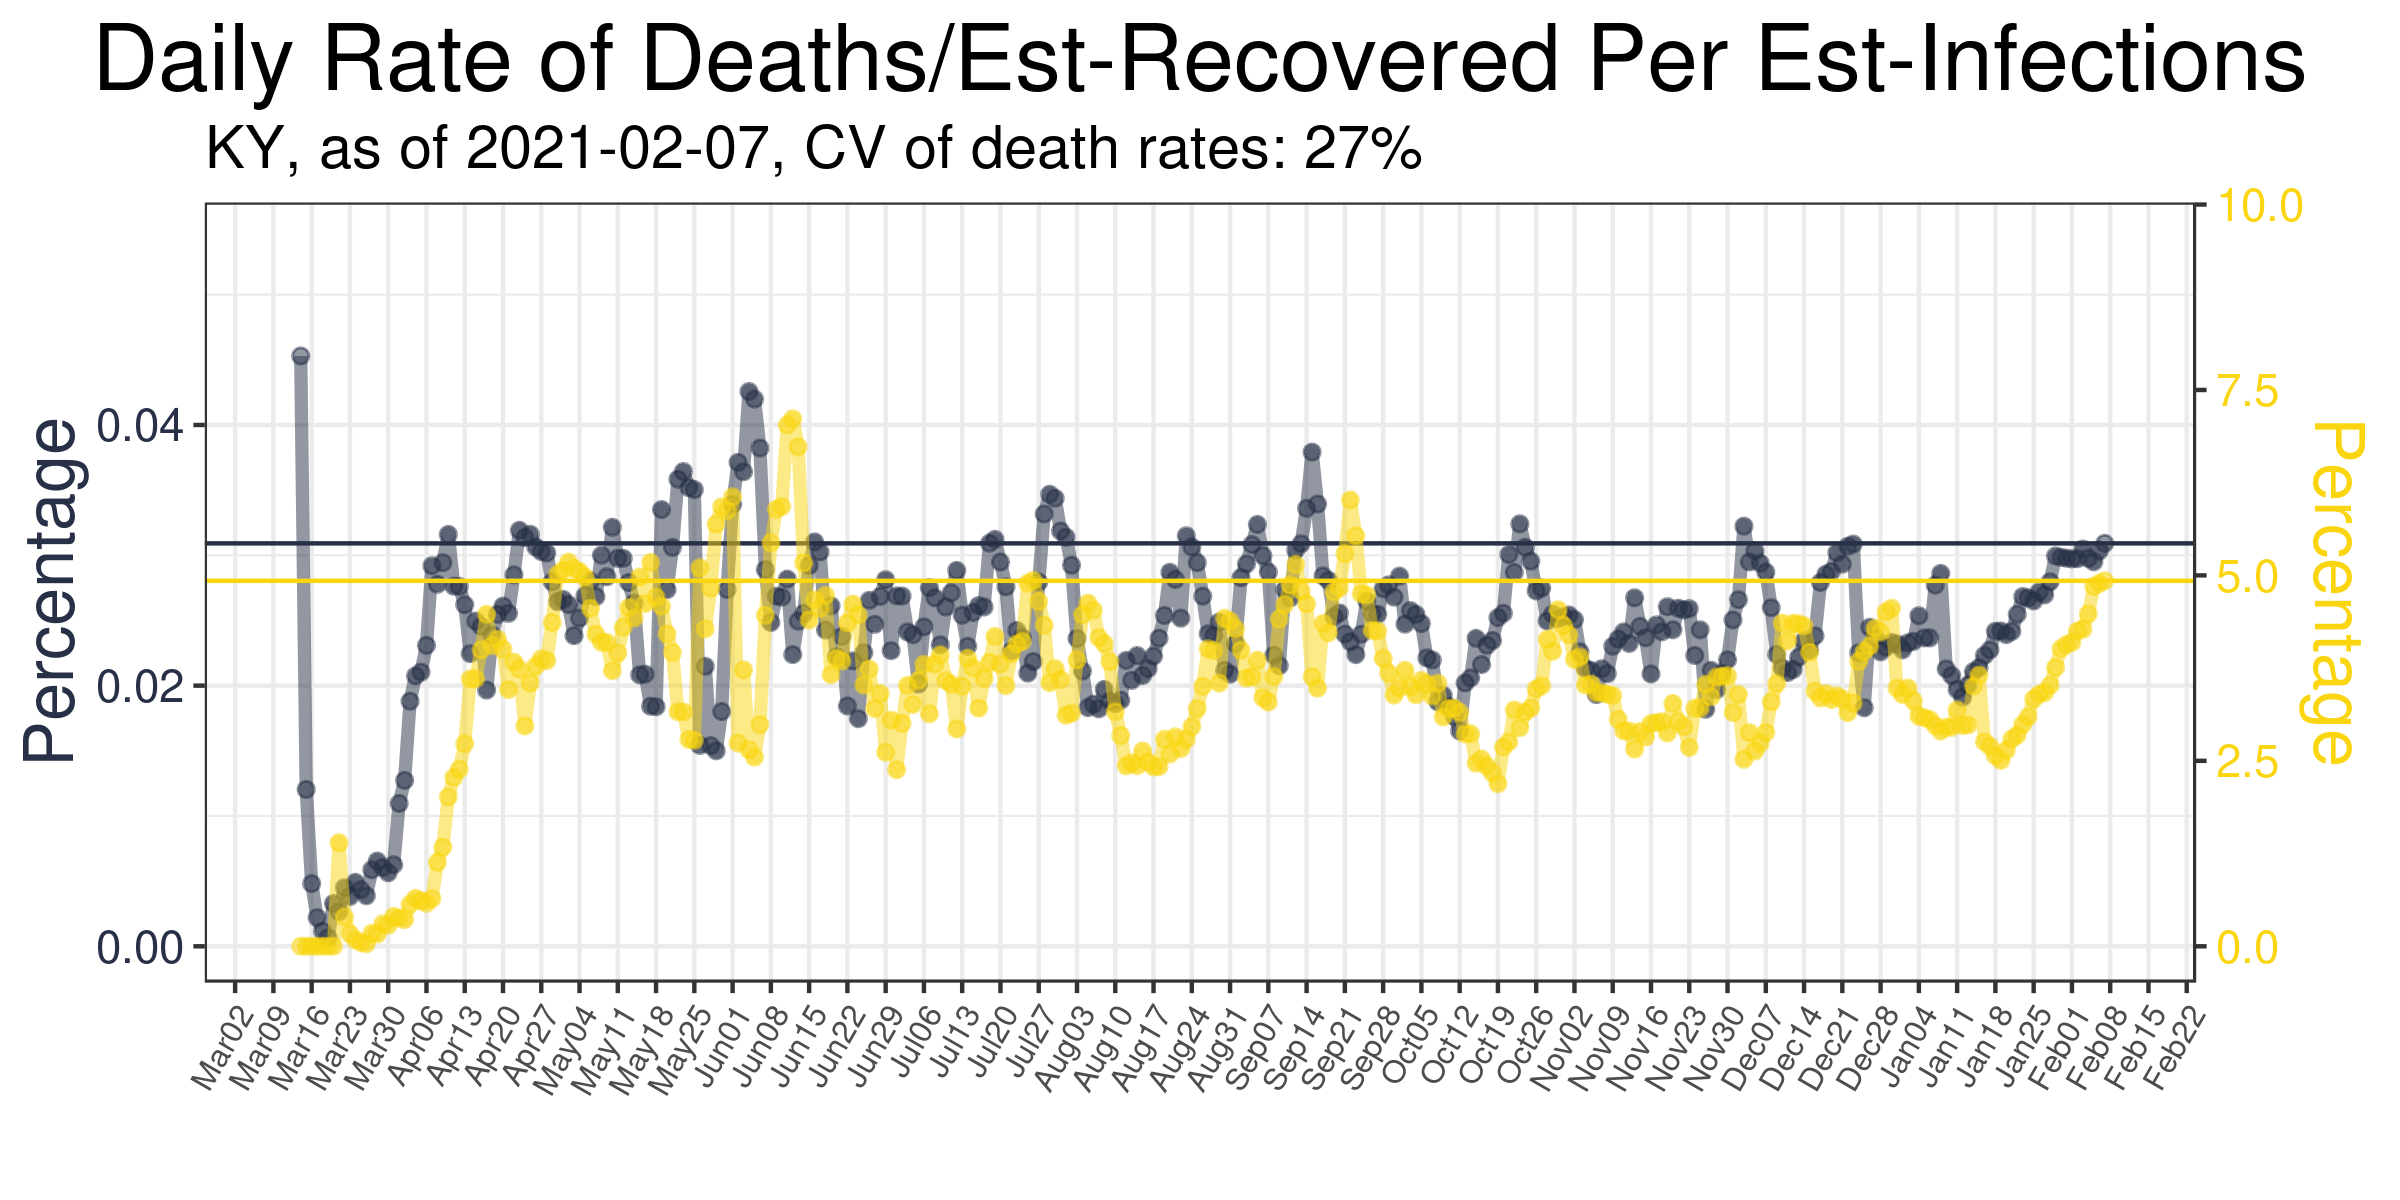 Daily Rate of Deaths/Est-Recovered Per Est-Infections
KY, as of 2021-02-07, CV of death rates: 27%
Percentage
0.04
0.02
0.00
10.0
7.5
5.0
2.5
0.0
Percentage
Mar02
Mar09
Mar16
Mar23
Mar30
Apr06
Apr13
Apr20
Apr27
May04
May11
May18
May25
Jun01
Jun08
Jun15
Jun22
Jun29
Jul06
Jul13
Jul20
Jul27
Aug03
Aug10
Aug17
Aug24
Aug31
Sep07
Sep14
Sep21
Sep28
Oct05
Oct12
Oct19
Oct26
Nov02
Nov09
Nov16
Nov23
Nov30
Dec07
Dec14
Dec21
Dec28
Jan04
Jan11
Jan18
Jan25
Feb01
Feb08
Feb15
Feb22